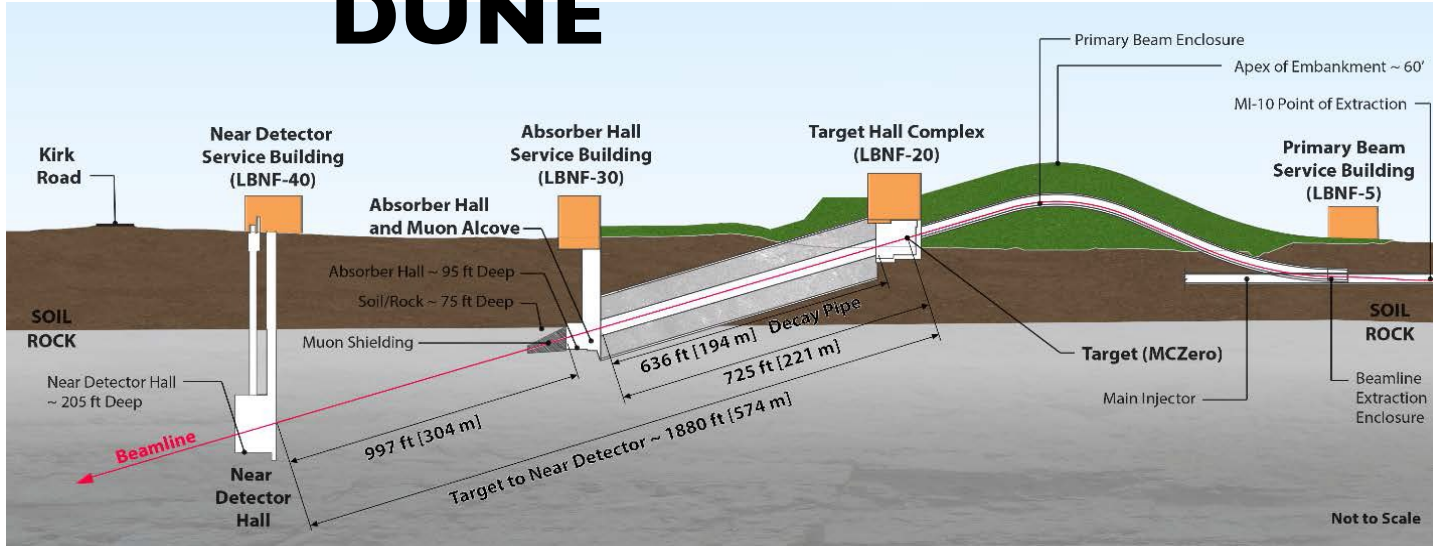 DUNE
Primary Beam Enclosure
Apex of Embankment ~ 60'
MI-10 Point of Extraction
Kirk
Road
Near Detector
Service Building
(LBNF-40)
Absorber Hall
Service Building
(LBNF-30)
Target Hall Complex
(LBNF-20)
Primary Beam
Service Building
(LBNF-5)
Absorber Hall
and Muon Alcove
Absorber Hall ~ 95 ft Deep
Soil/Rock ~ 75 ft Deep
SOIL
ROCK
Muon Shielding
SOIL
ROCK
Near Detector Hall
~ 205 ft Deep
636 ft [194 m] Decay Pipe
725 ft [221 m]
Target (MCZero)
Main Injector
Beamline
Extraction
Enclosure
997 ft [304 m]
Target to Near Detector ~ 1880 ft [574 m]
Beamline
Near
Detector
Hall
Not to Scale